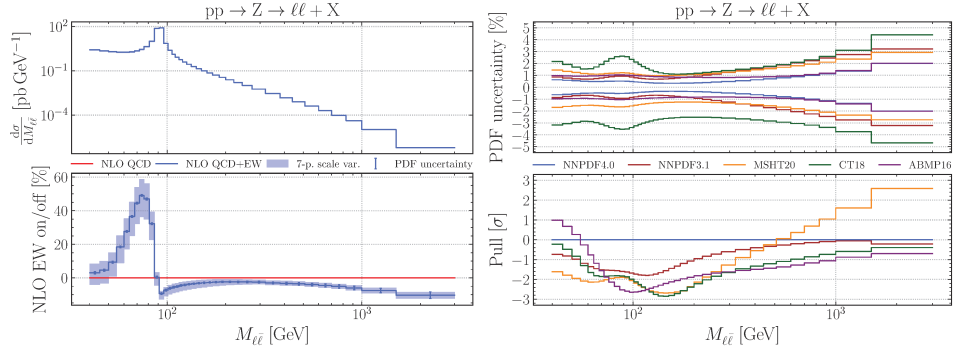 pp → Z → ℓℓ + X
10²
10⁻¹
10⁻⁴
dσ/dM_ℓℓ̄ [pb GeV⁻¹]
NLO QCD NLO QCD+EW 7-p. scale var. PDF uncertainty
60
40
20
0
NLO EW on/off [%]
10² 10³
M_ℓℓ̄ [GeV]
pp → Z → ℓℓ + X
5
4
3
2
1
0
−1
−2
−3
−4
−5
PDF uncertainty [%]
NNPDF4.0 NNPDF3.1 MSHT20 CT18 ABMP16
2
1
0
−1
−2
−3
Pull [σ]
10² 10³
M_ℓℓ̄ [GeV]